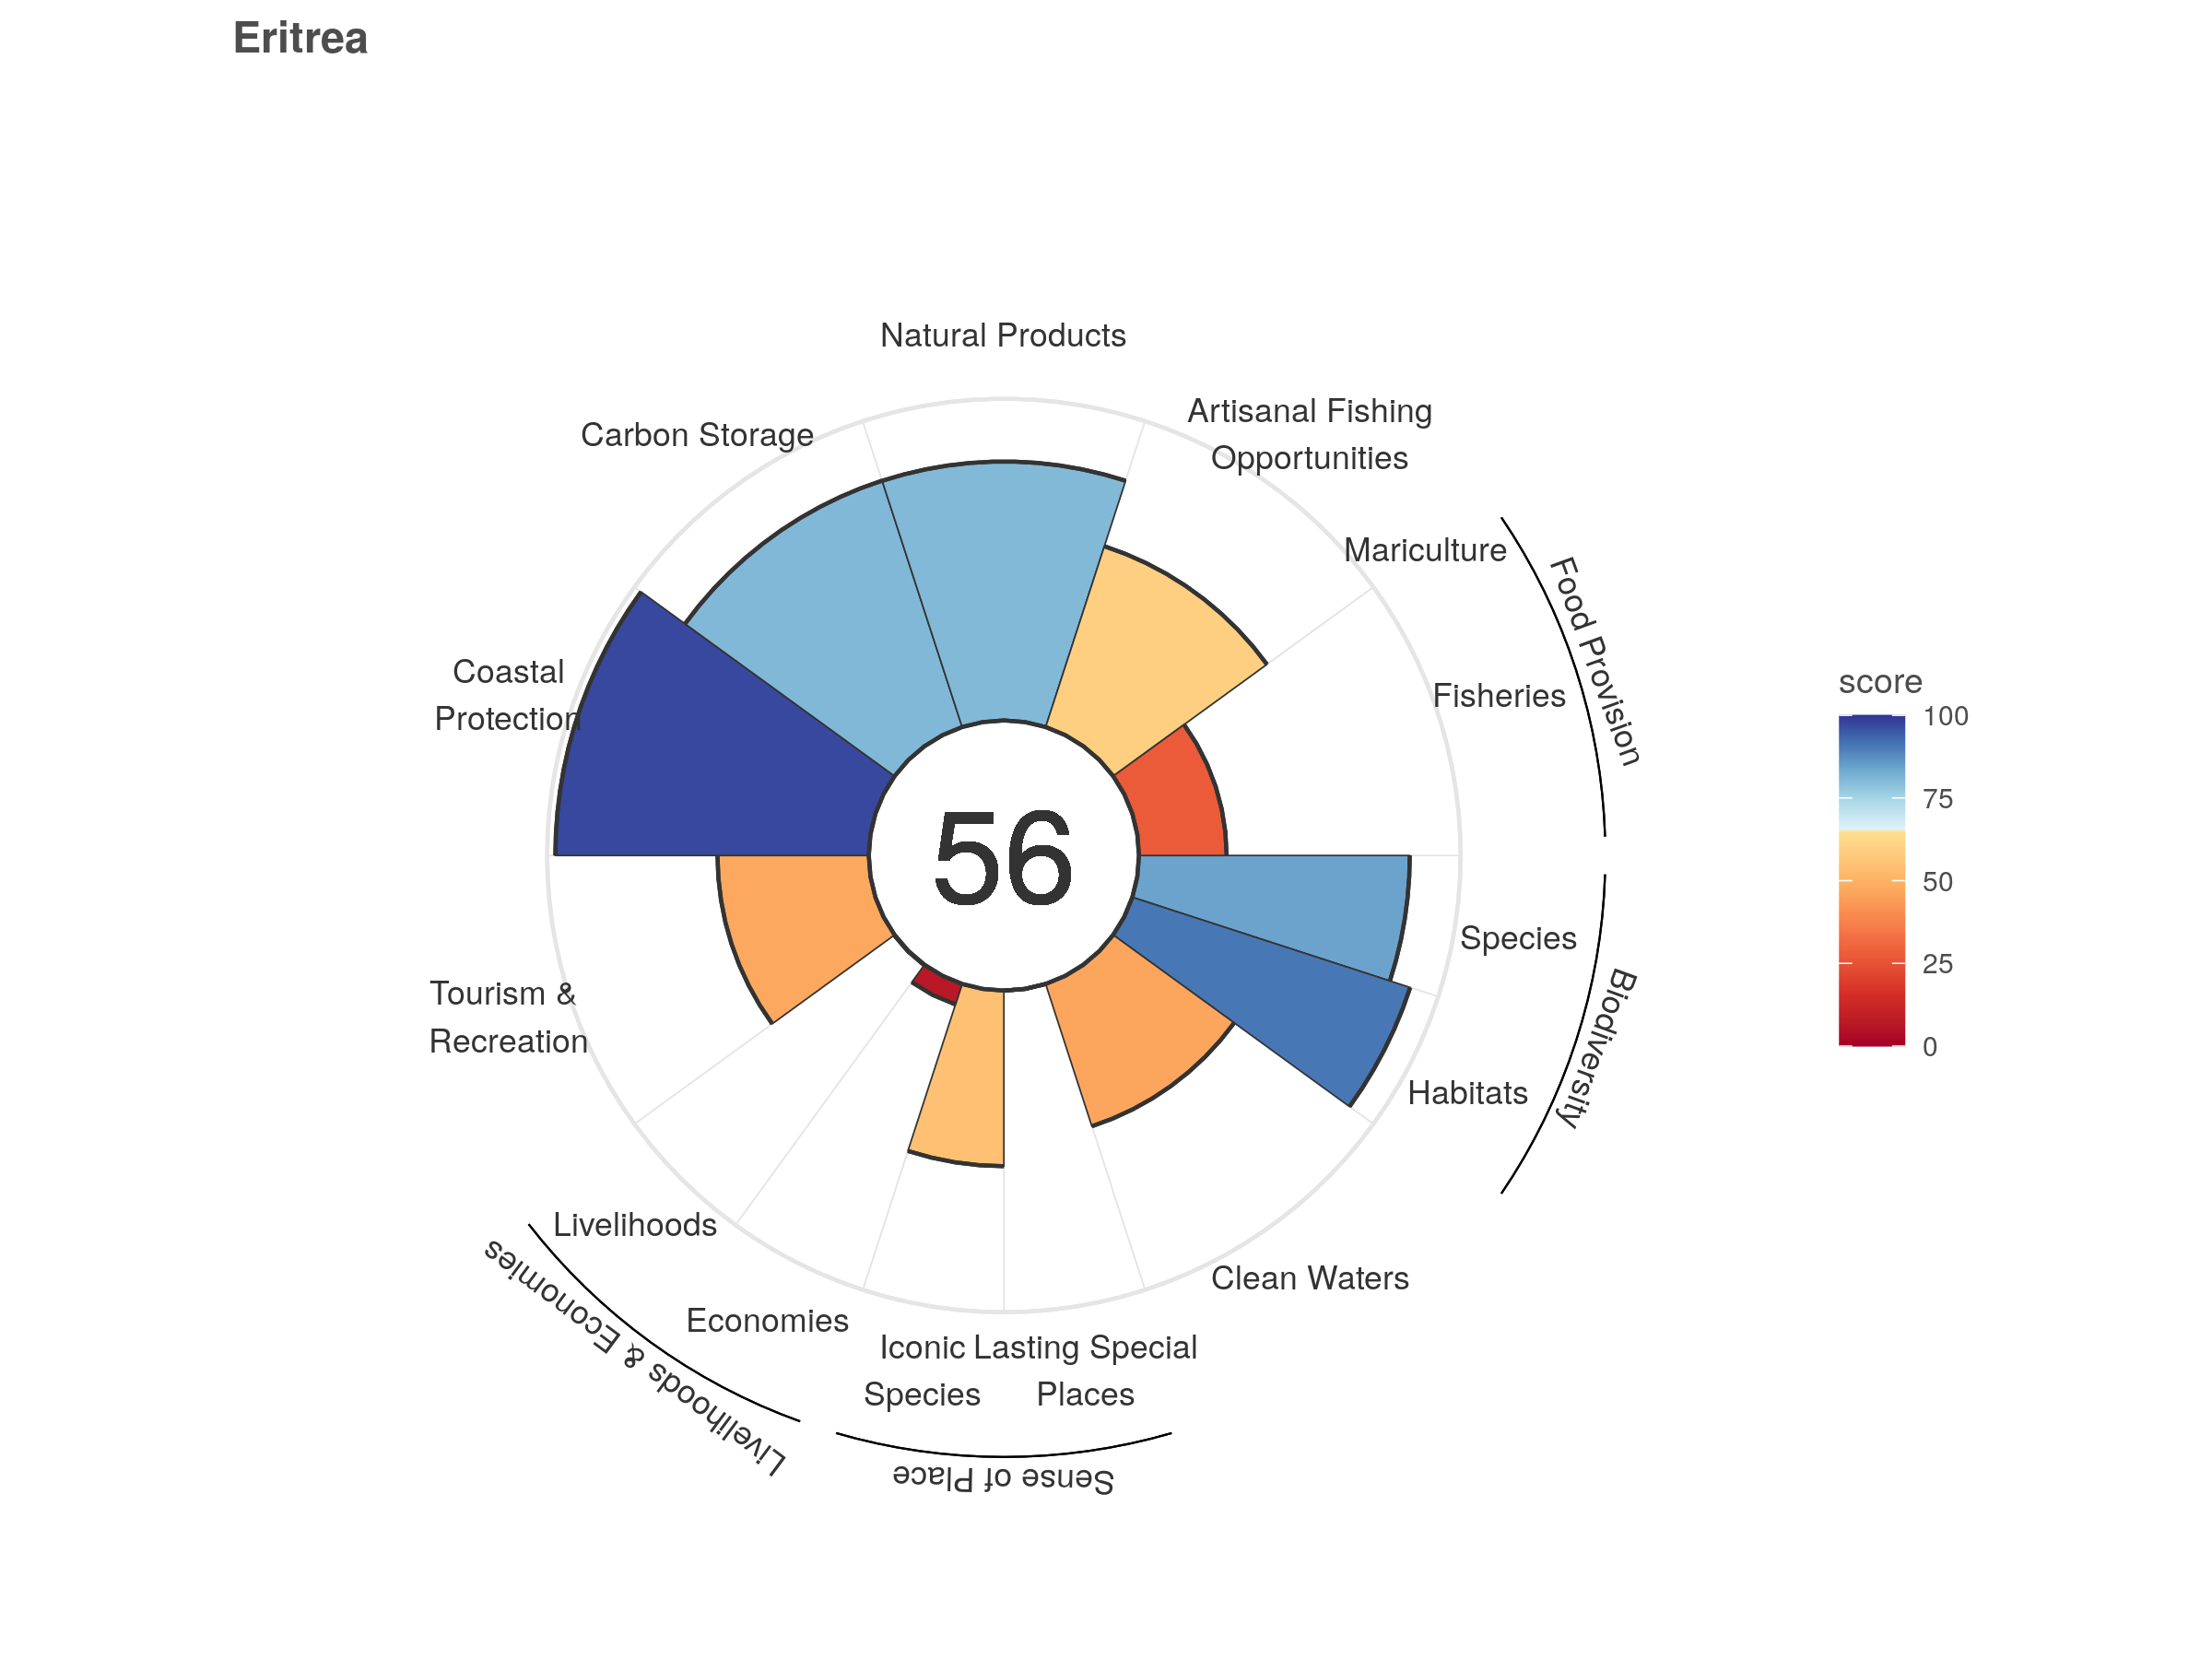 Eritrea
Natural Products
Artisanal Fishing
Opportunities
Carbon Storage
Mariculture
Food Provision
Fisheries
Coastal
Protection
score
100
75
50
25
0
56
Species
Biodiversity
Habitats
Tourism &
Recreation
Livelihoods
Livelihoods & Economies
Economies
Clean Waters
Iconic
Species
Lasting Special
Places
Sense of Place